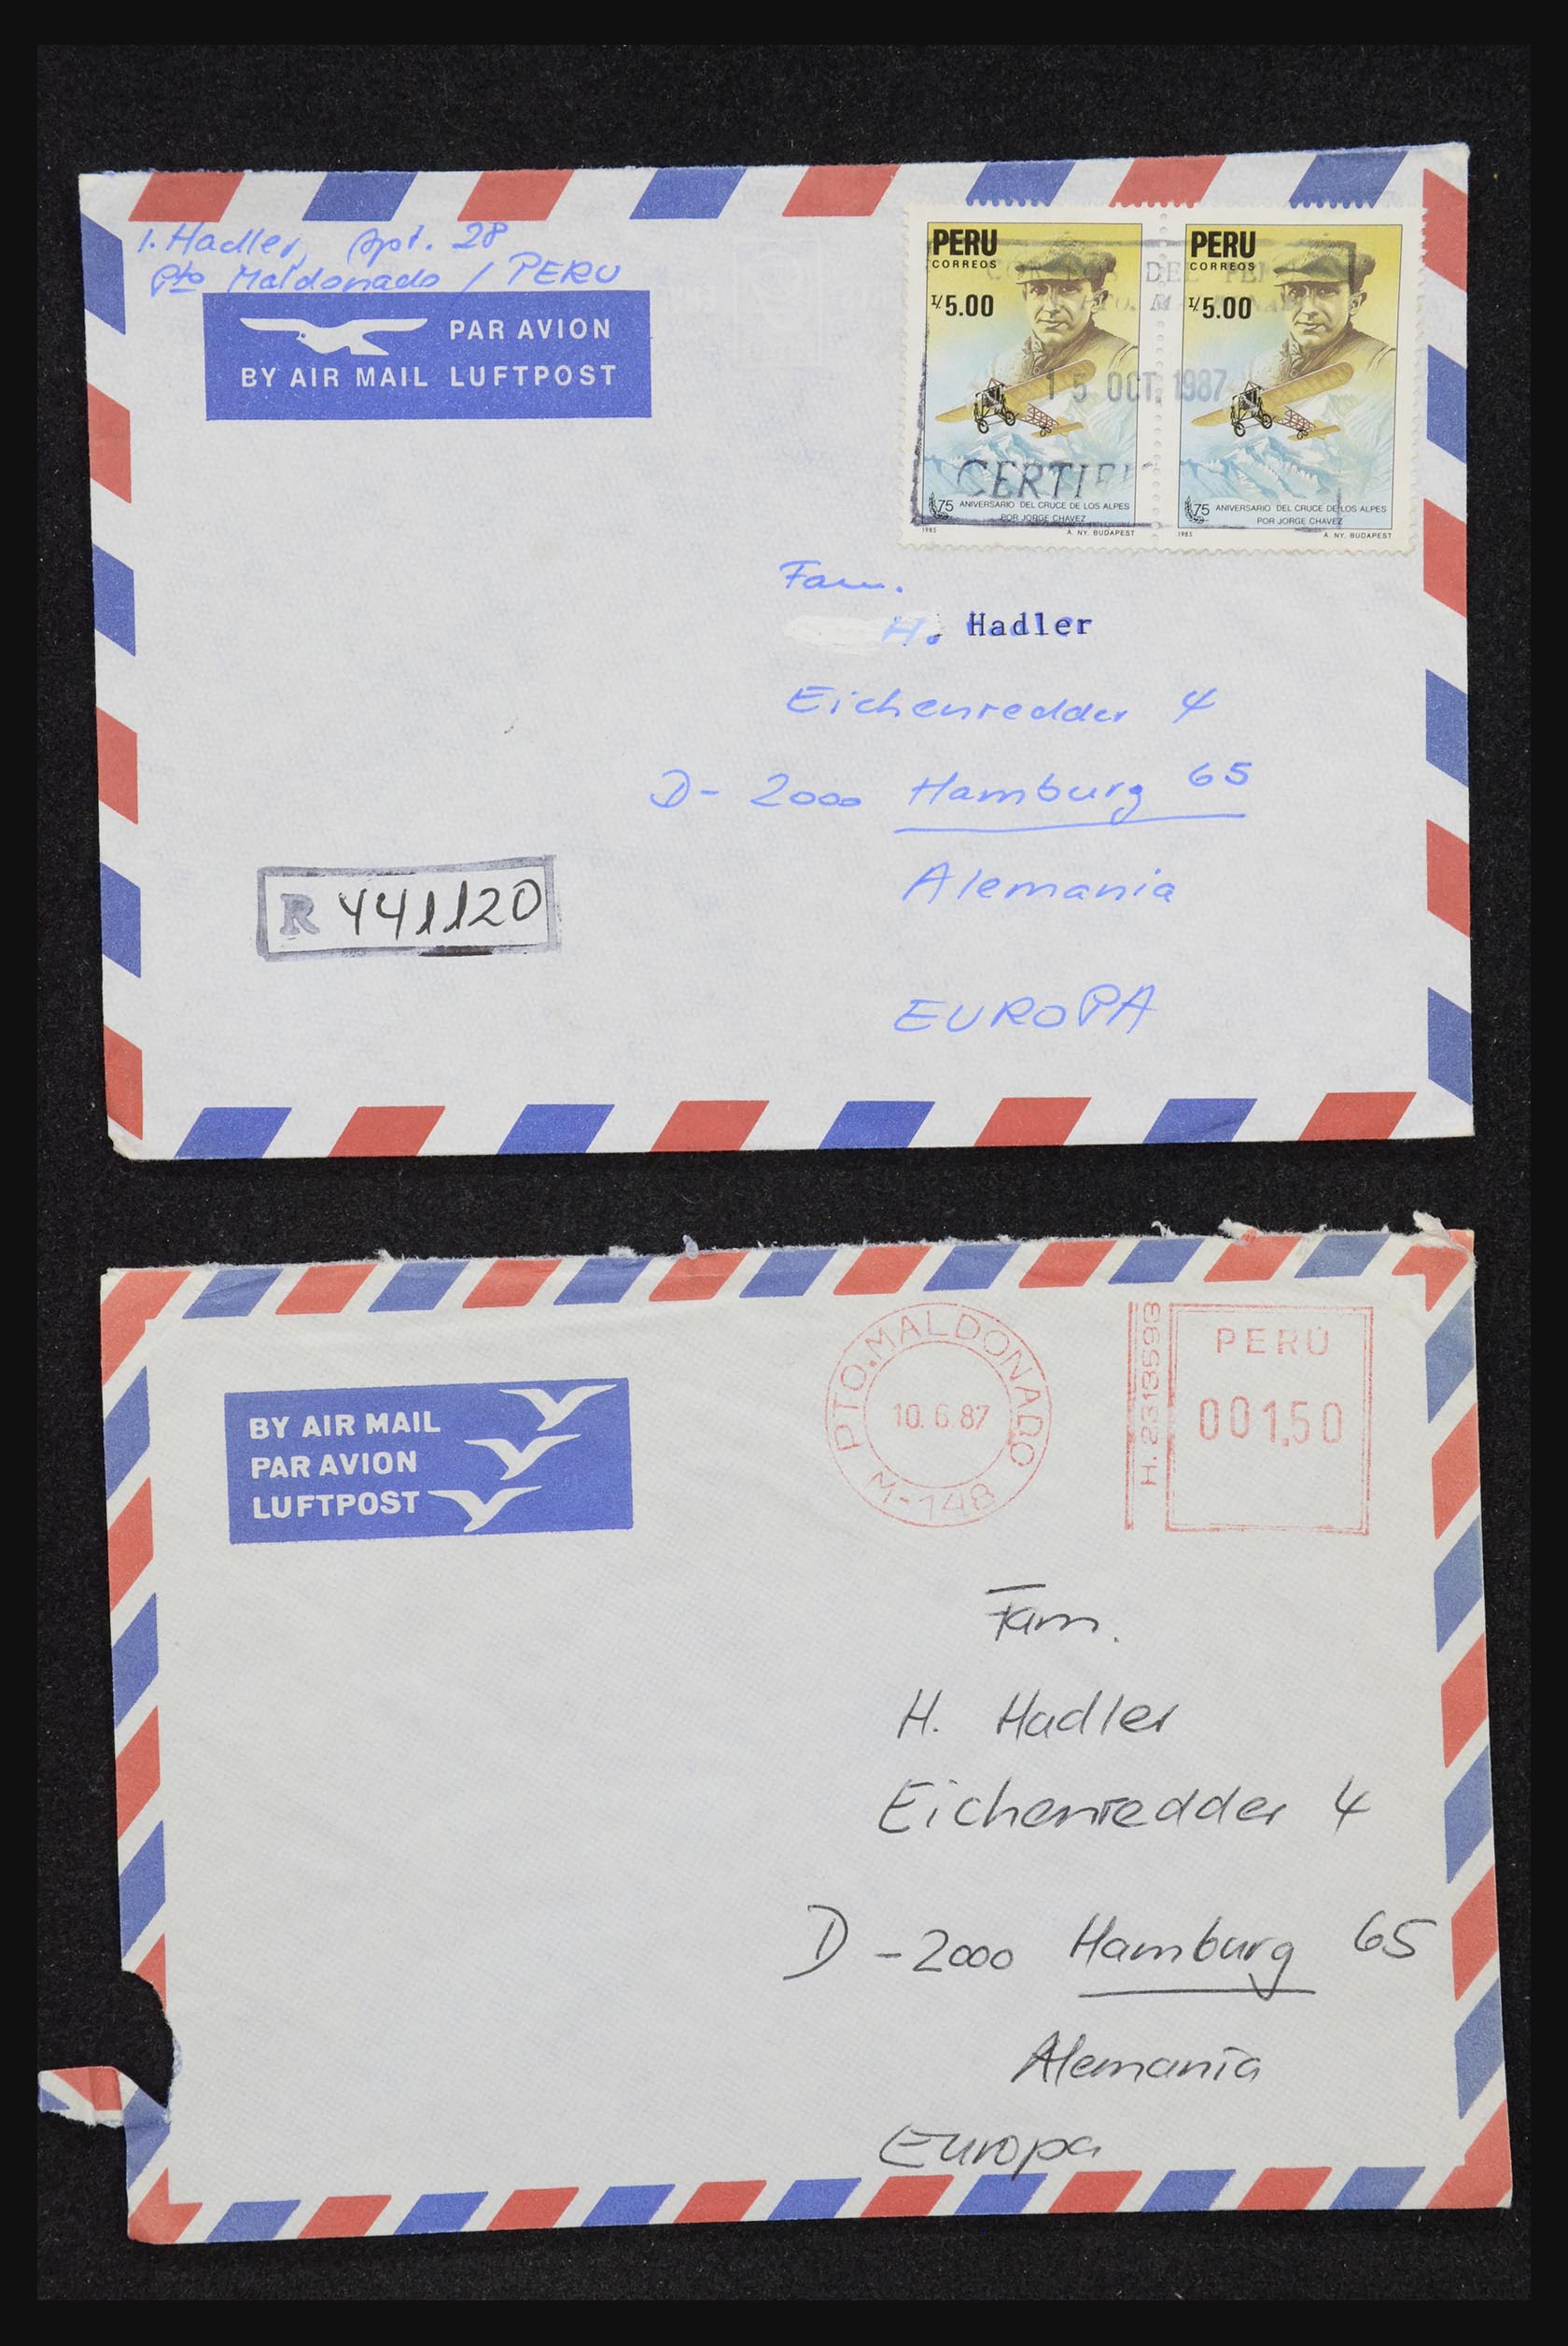 I. Hadler, Apt. 28
Pto Maldonado / PERU
PAR AVION
BY AIR MAIL LUFTPOST
PERU
CORREOS
I/.5.00
75 ANIVERSARIO DEL CRUCE DE LOS ALPES
POR JORGE CHAVEZ
1985 A. NY. BUDAPEST
PERU
CORREOS
I/.5.00
75 ANIVERSARIO DEL CRUCE DE LOS ALPES
POR JORGE CHAVEZ
1985 A. NY. BUDAPEST
DEL
15 OCT. 1987
Fam.
H. Hadler
Eichenredder 4
D- 2000 Hamburg 65
Alemania
EUROPA
R 441120
BY AIR MAIL
PAR AVION
LUFTPOST
PTO. MALDONADO
10. 6 87
M-148
H. 2313598
PERÚ
001,50
Fam.
H. Hadler
Eichenredder 4
D -2000 Hamburg 65
Alemania
Europa